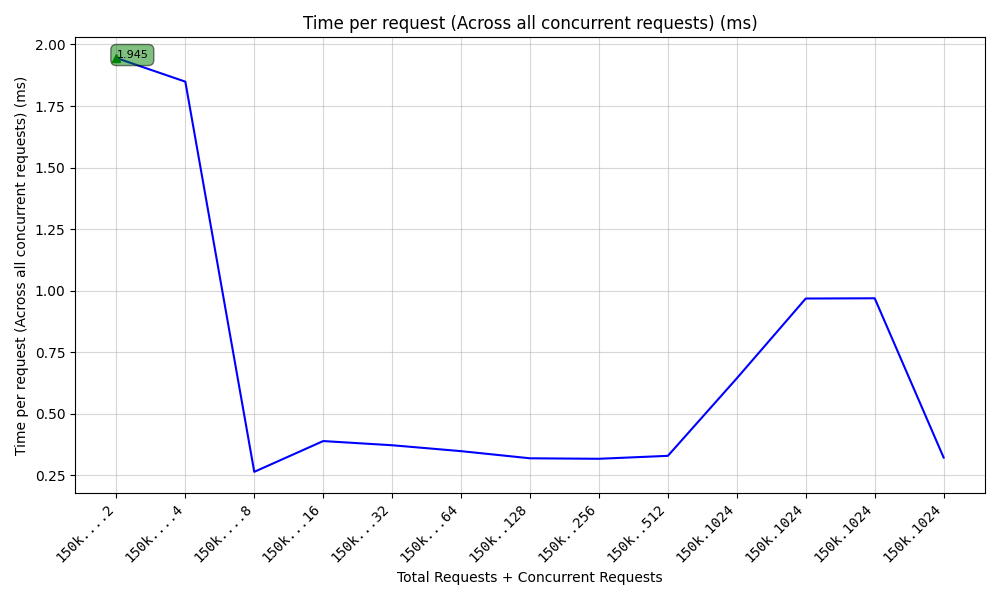 Time per request (Across all concurrent requests) (ms)
Time per request (Across all concurrent requests) (ms)
2.00
1.75
1.50
1.25
1.00
0.75
0.50
0.25
1.945
150k....2
150k....4
150k....8
150k...16
150k...32
150k...64
150k..128
150k..256
150k..512
150k.1024
150k.1024
150k.1024
150k.1024
Total Requests + Concurrent Requests